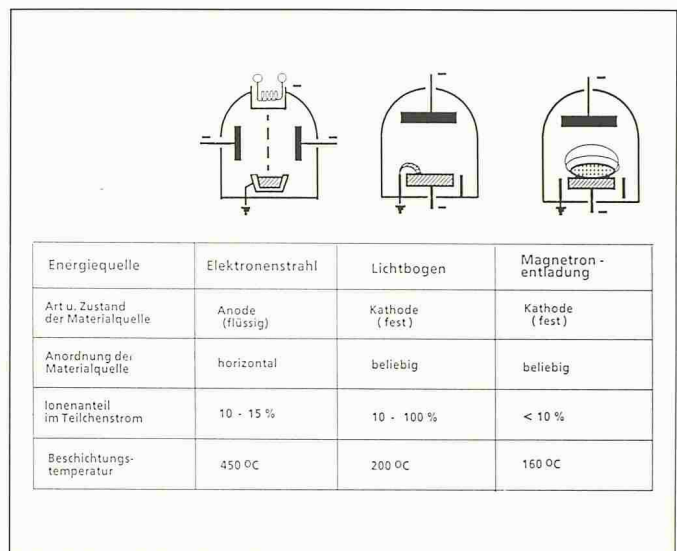 Energiequelle
Elektronenstrahl
Lichtbogen
Magnetron -
entladung
Art u. Zustand
der Materialquelle
Anode
(flüssig)
Kathode
( fest )
Kathode
( fest )
Anordnung der
Materialquelle
horizontal
beliebig
beliebig
Ionenanteil
im Teilchenstrom
10 - 15 %
10 - 100 %
< 10 %
Beschichtungs-
temperatur
450 ºC
200 ºC
160 ºC